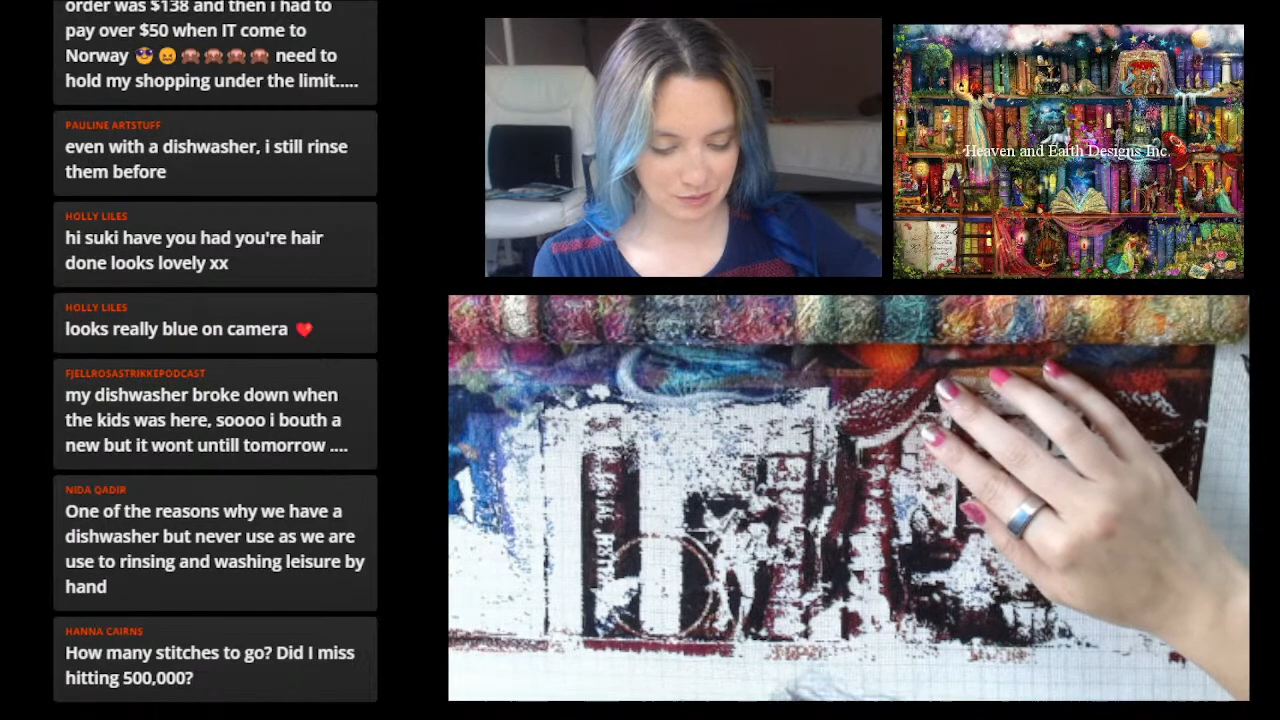 order was $138 and then i had to
pay over $50 when IT come to
Norway 😎 😖 🙈 🙈 🙈 🙈 need to
hold my shopping under the limit.....
PAULINE ARTSTUFF
even with a dishwasher, i still rinse
them before
HOLLY LILES
hi suki have you had you're hair
done looks lovely xx
HOLLY LILES
looks really blue on camera ❤️
FJELLROSASTRIKKEPODCAST
my dishwasher broke down when
the kids was here, soooo i bouth a
new but it wont untill tomorrow ....
NIDA QADIR
One of the reasons why we have a
dishwasher but never use as we are
use to rinsing and washing leisure by
hand
HANNA CAIRNS
How many stitches to go? Did I miss
hitting 500,000?
Heaven and Earth Designs Inc.